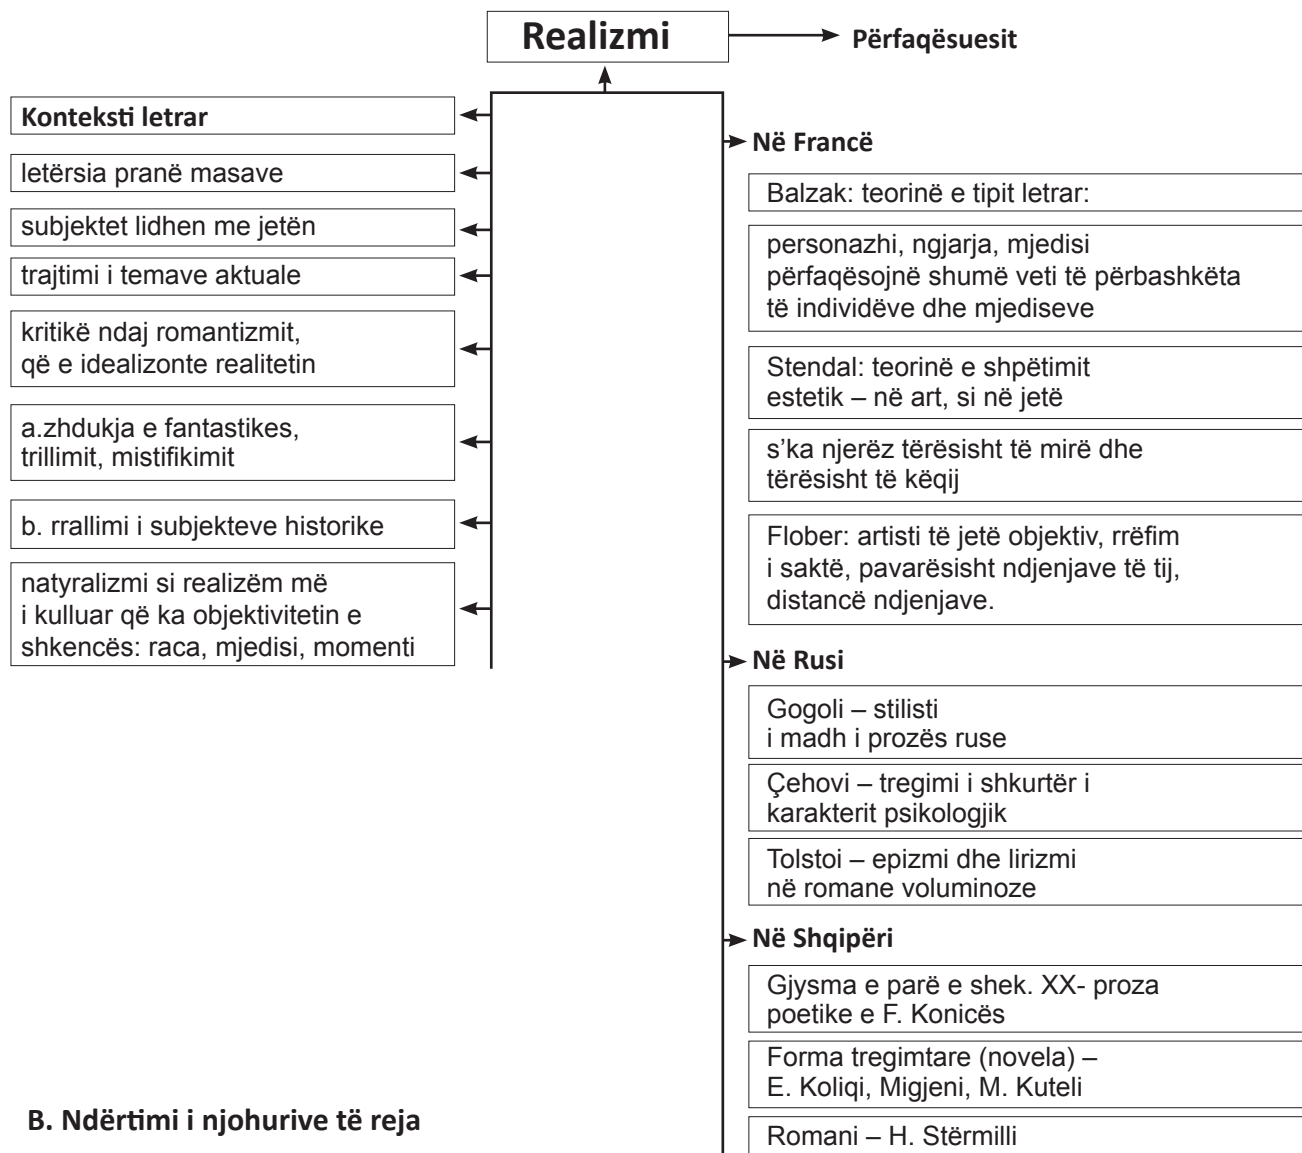 Realizmi
Përfaqësuesit
Konteksti letrar
letërsia pranë masave
subjektet lidhen me jetën
trajtimi i temave aktuale
kritikë ndaj romantizmit,
që e idealizonte realitetin
a.zhdukja e fantastikes,
trillimit, mistifikimit
b. rrallimi i subjekteve historike
natyralizmi si realizëm më
i kulluar që ka objektivitetin e
shkencës: raca, mjedisi, momenti
Në Francë
Balzak: teorinë e tipit letrar:
personazhi, ngjarja, mjedisi
përfaqësojnë shumë veti të përbashkëta
të individëve dhe mjediseve
Stendal: teorinë e shpëtimit
estetik – në art, si në jetë
s’ka njerëz tërësisht të mirë dhe
tërësisht të këqij
Flober: artisti të jetë objektiv, rrëfim
i saktë, pavarësisht ndjenjave të tij,
distancë ndjenjave.
Në Rusi
Gogoli – stilisti
i madh i prozës ruse
Çehovi – tregimi i shkurtër i
karakterit psikologjik
Tolstoi – epizmi dhe lirizmi
në romane voluminoze
Në Shqipëri
Gjysma e parë e shek. XX- proza
poetike e F. Konicës
Forma tregimtare (novela) –
E. Koliqi, Migjeni, M. Kuteli
Romani – H. Stërmilli
B. Ndërtimi i njohurive të reja